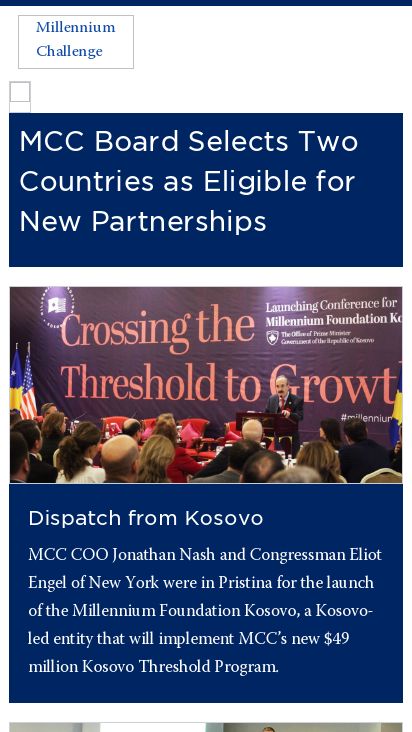 Millennium
Challenge
MCC Board Selects Two
Countries as Eligible for
New Partnerships
Launching Conference for
Millennium Foundation Ko
The Office of Prime Minister
Government of the Republic of Kosovo
Crossing the
Threshold to Growt
#millenniun
Dispatch from Kosovo
MCC COO Jonathan Nash and Congressman Eliot
Engel of New York were in Pristina for the launch
of the Millennium Foundation Kosovo, a Kosovo-
led entity that will implement MCC's new $49
million Kosovo Threshold Program.